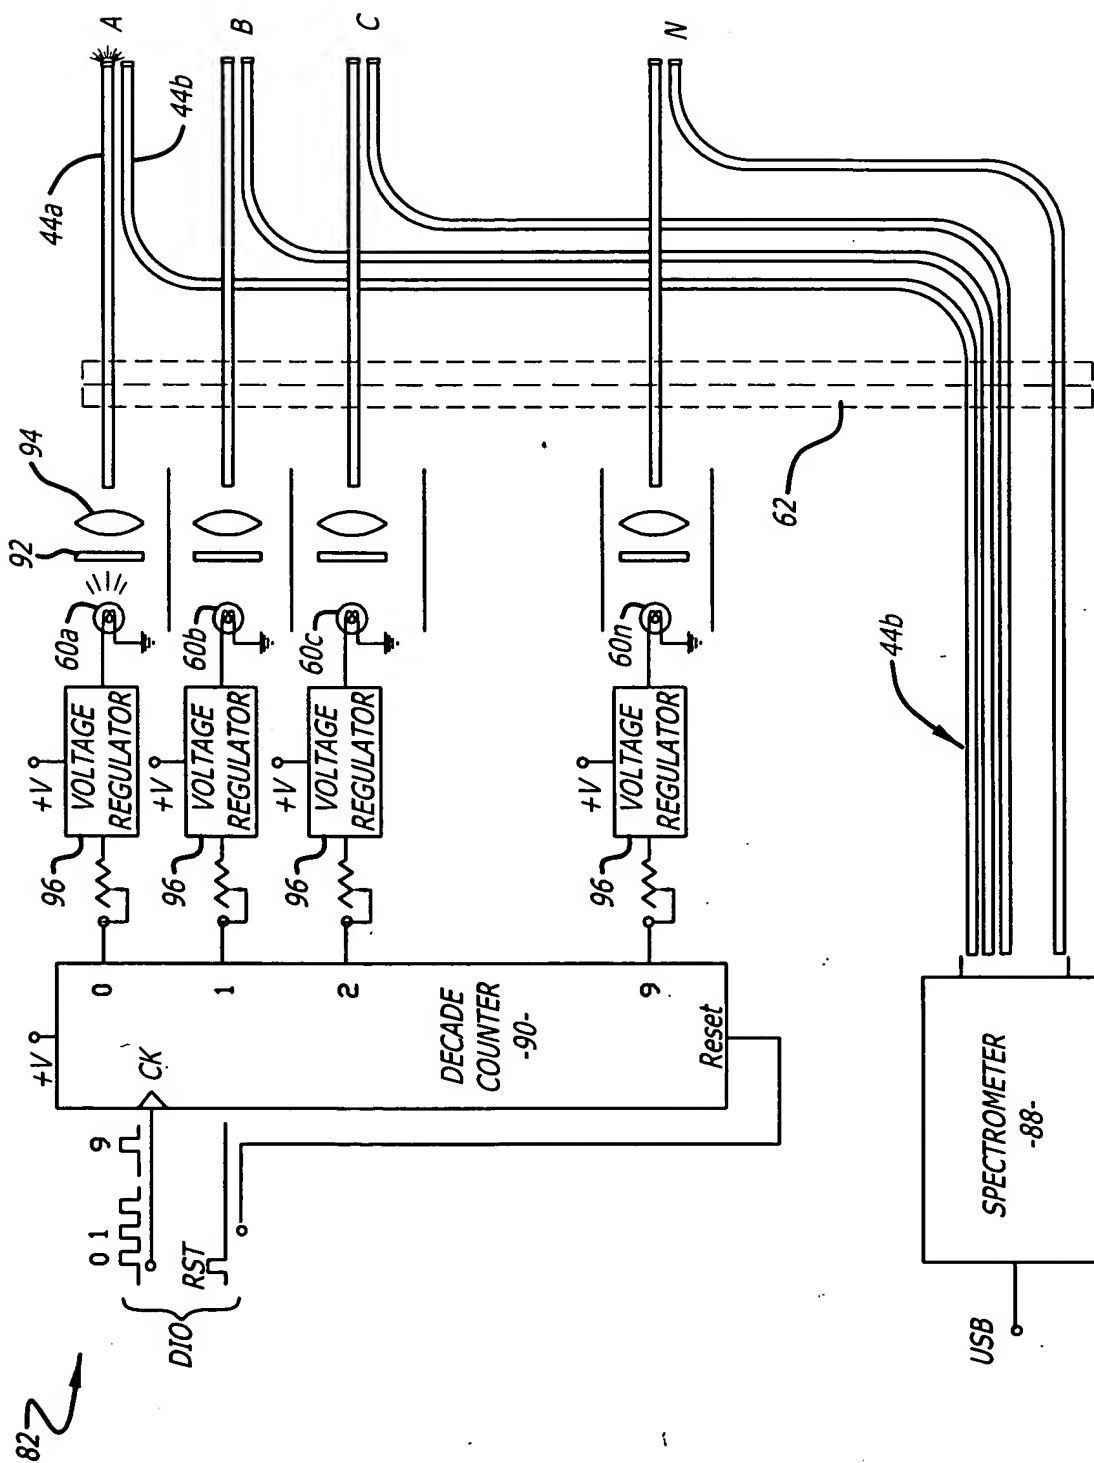 82
DIO
0 1 9
RST
+V
CK
DECADE
COUNTER
-90-
Reset
0
1
2
9
96
+V
VOLTAGE
REGULATOR
60a
92
94
44a
A
44b
96
+V
VOLTAGE
REGULATOR
60b
B
96
+V
VOLTAGE
REGULATOR
60c
C
96
+V
VOLTAGE
REGULATOR
60n
N
62
44b
USB
SPECTROMETER
-88-